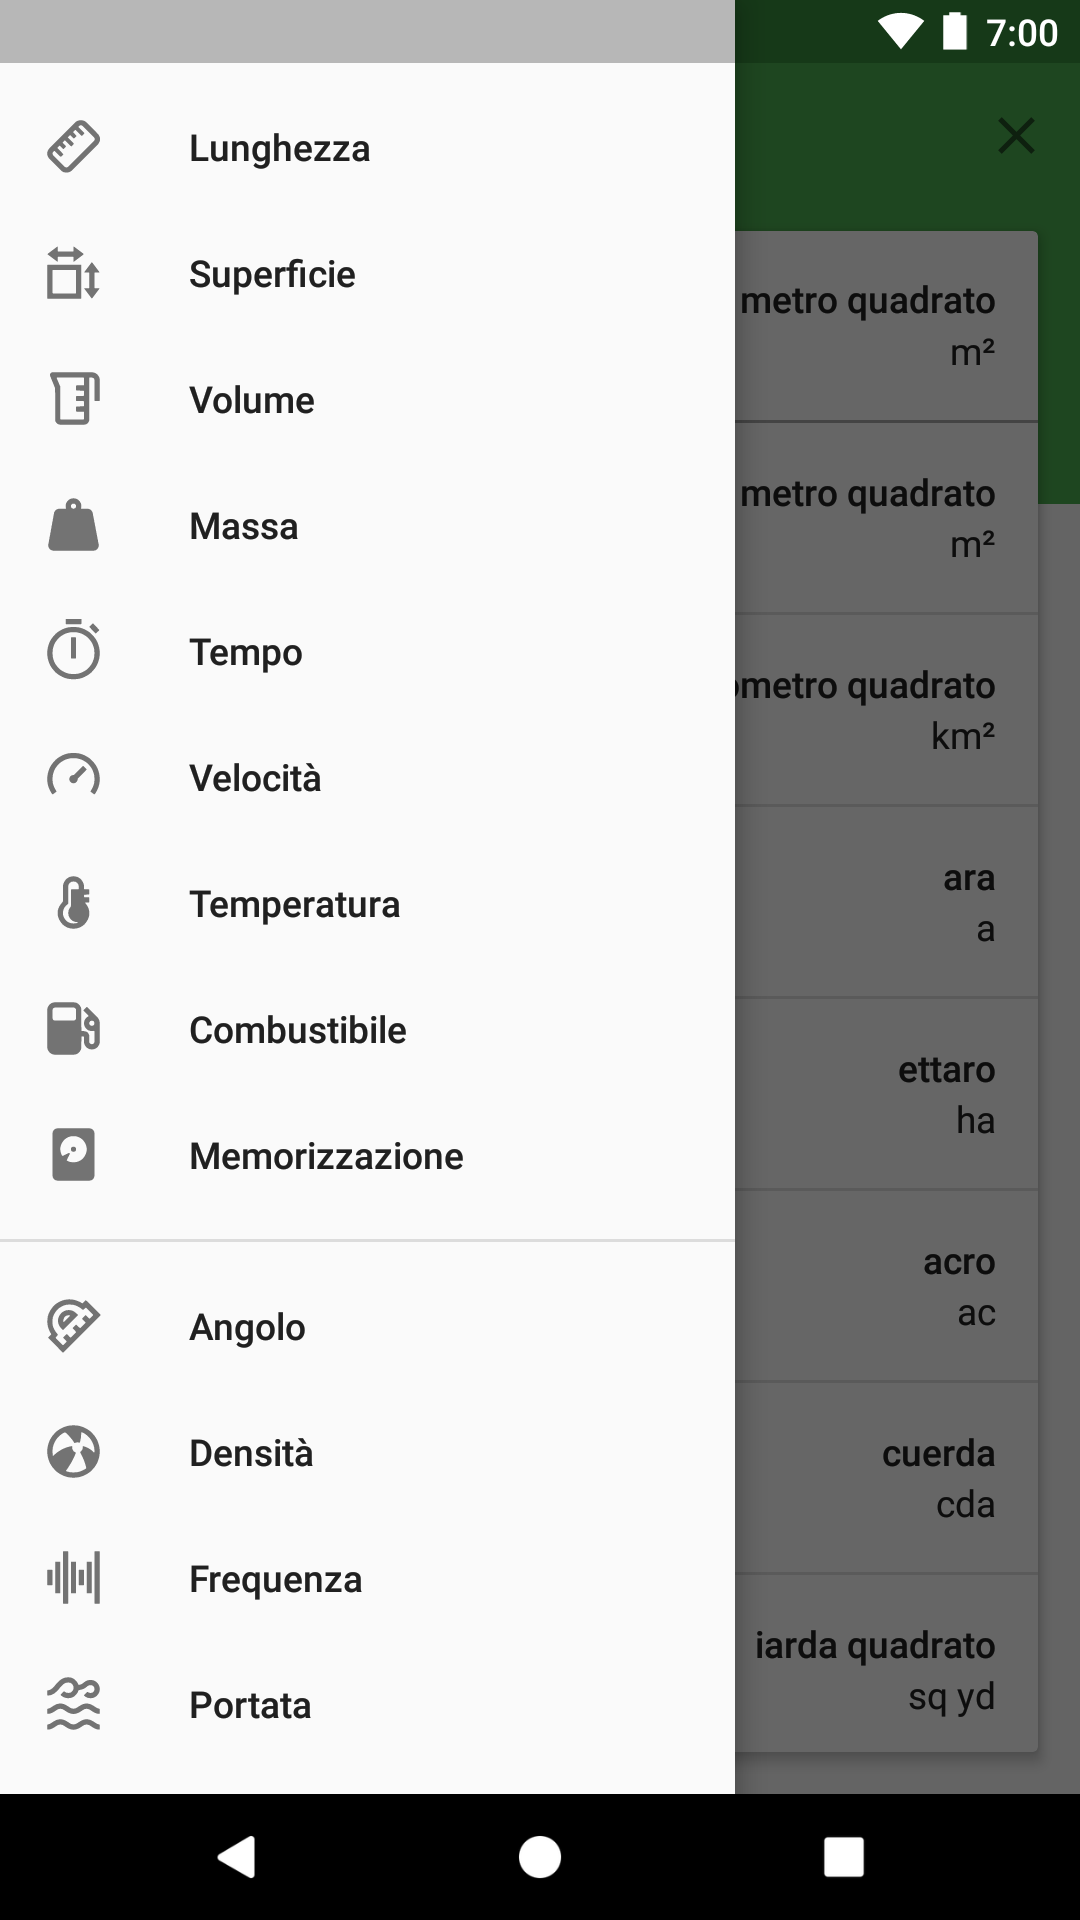 7:00
Lunghezza
Superficie
Volume
Massa
Tempo
Velocità
Temperatura
Combustibile
Memorizzazione
Angolo
Densità
Frequenza
Portata
metro quadrato
m²
metro quadrato
m²
ometro quadrato
km²
ara
a
ettaro
ha
acro
ac
cuerda
cda
iarda quadrato
sq yd